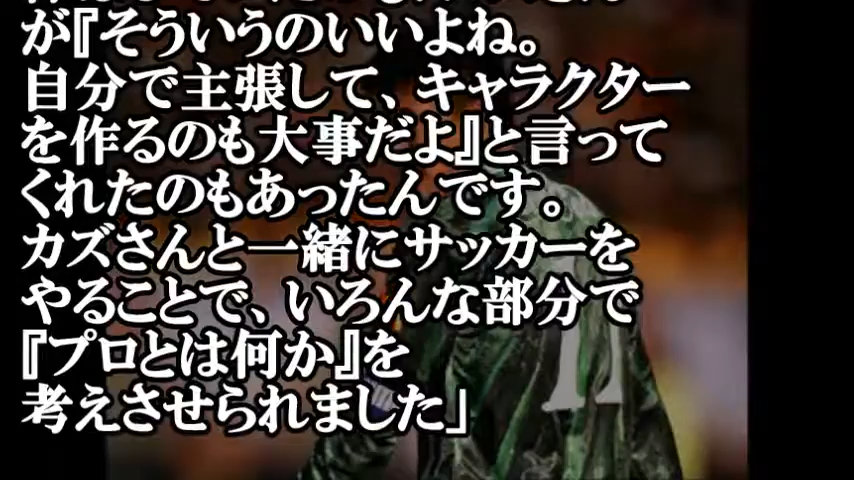 が『そういうのいいよね。
自分で主張して、キャラクター
を作るのも大事だよ』と言って
くれたのもあったんです。
カズさんと一緒にサッカーを
やることで、いろんな部分で
『プロとは何か』を
考えさせられました」
11